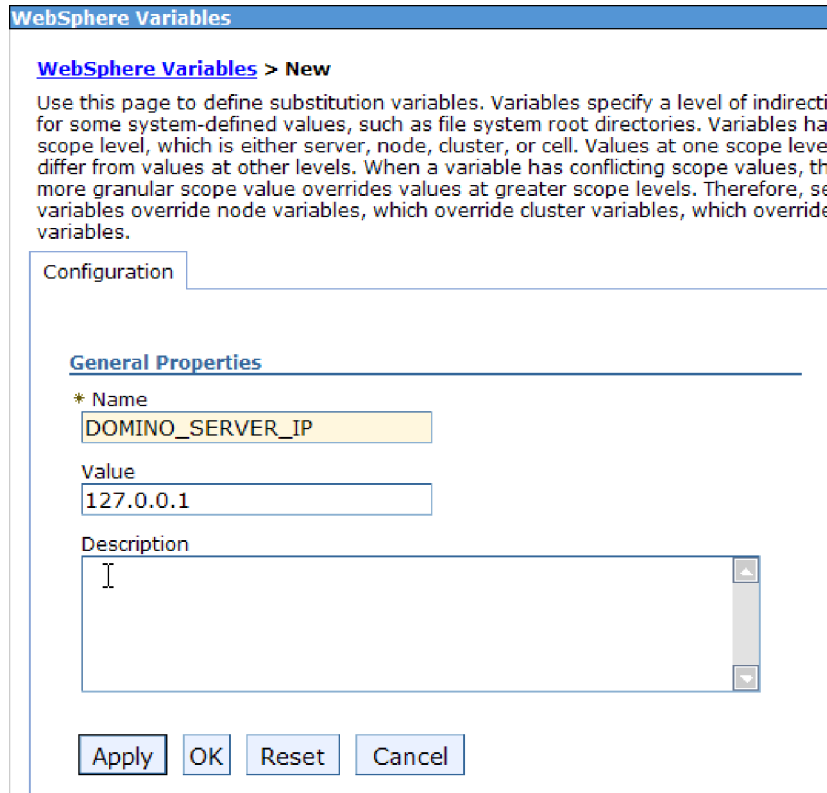 WebSphere Variables
WebSphere Variables > New
Use this page to define substitution variables. Variables specify a level of indirecti
for some system-defined values, such as file system root directories. Variables ha
scope level, which is either server, node, cluster, or cell. Values at one scope leve
differ from values at other levels. When a variable has conflicting scope values, th
more granular scope value overrides values at greater scope levels. Therefore, se
variables override node variables, which override cluster variables, which override
variables.
Configuration
General Properties
* Name
DOMINO_SERVER_IP
Value
127.0.0.1
Description
Apply OK Reset Cancel